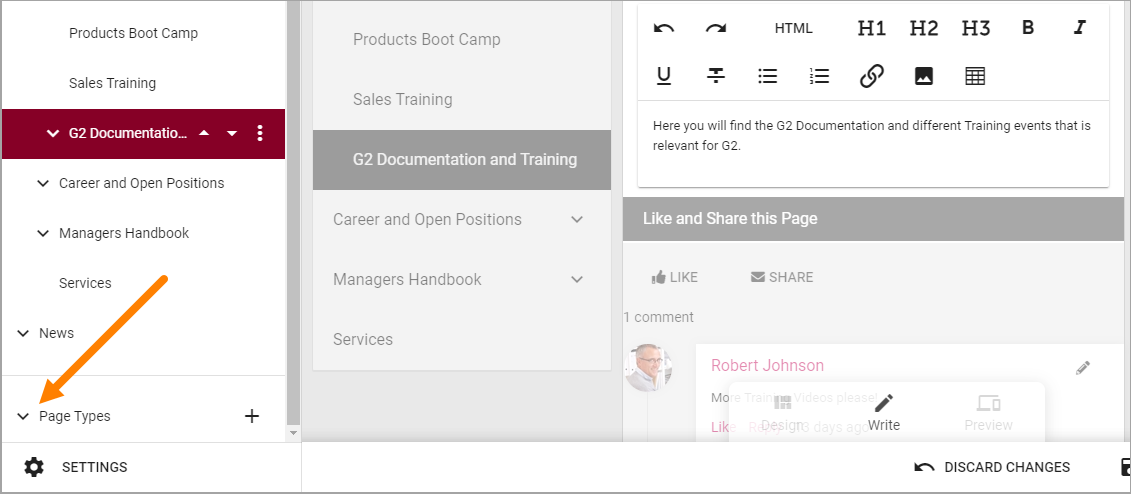 Products Boot Camp
Sales Training
G2 Documentatio...
Career and Open Positions
Managers Handbook
Services
News
Page Types
SETTINGS
Products Boot Camp
Sales Training
G2 Documentation and Training
Career and Open Positions
Managers Handbook
Services
HTML H1 H2 H3 B I
U
Here you will find the G2 Documentation and different Training events that is
relevant for G2.
Like and Share this Page
LIKE SHARE
1 comment
Robert Johnson
More Training Videos please!
Like Reply 13 days ago
Design Write Preview
DISCARD CHANGES